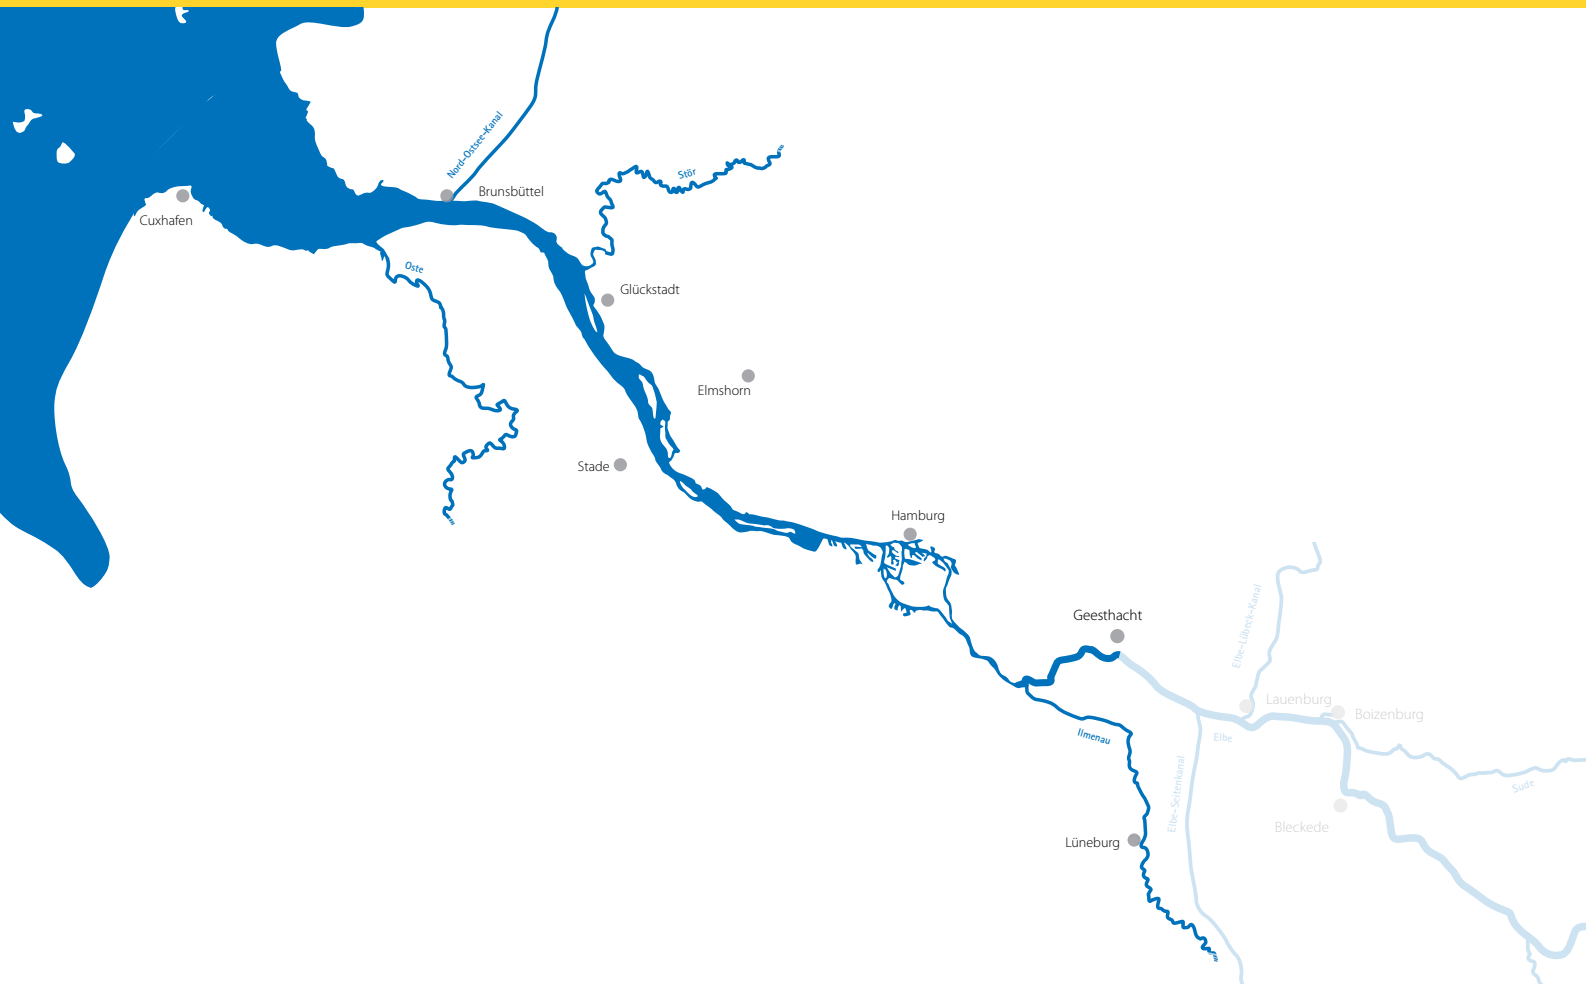 Nord-Ostsee-Kanal
Brunsbüttel
Stör
Cuxhafen
Oste
Glückstadt
Elmshorn
Stade
Hamburg
Geesthacht
Elbe-Lübeck-Kanal
Lauenburg
Boizenburg
Ilmenau
Elbe
Elbe-Seitenkanal
Sude
Bleckede
Lüneburg